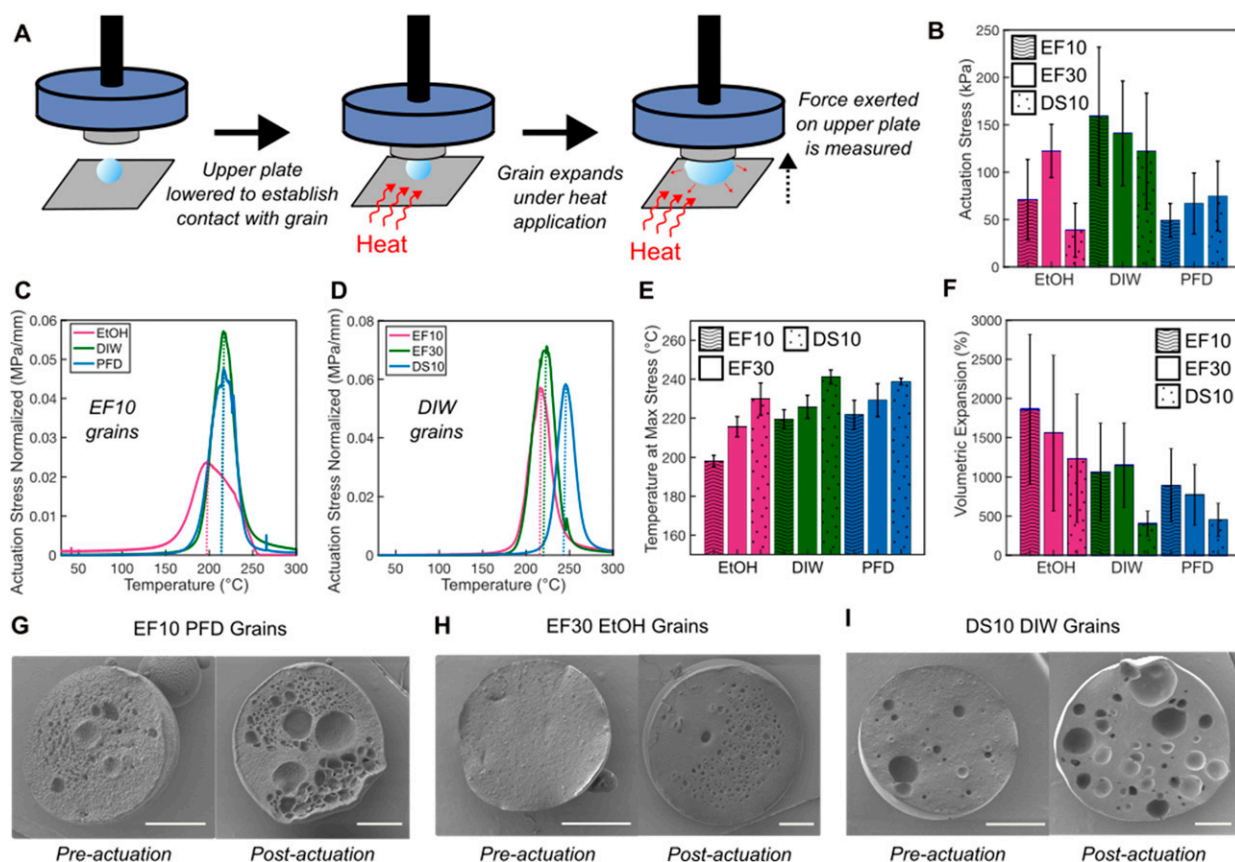 A
Upper plate
lowered to establish
contact with grain
Heat
Grain expands
under heat
application
Heat
Force exerted
on upper plate
is measured
B
Actuation Stress (kPa)
250
200
150
100
50
0
EF10
EF30
DS10
EtOH DIW PFD
C
Actuation Stress Normalized (MPa/mm)
0.06
0.05
0.04
0.03
0.02
0.01
0
EtOH
DIW
PFD
EF10
grains
50 100 150 200 250 300
Temperature (°C)
D
Actuation Stress Normalized (MPa/mm)
0.08
0.06
0.04
0.02
0
EF10
EF30
DS10
DIW
grains
50 100 150 200 250 300
Temperature (°C)
E
Temperature at Max Stress (°C)
240
220
200
180
160
EF10 DS10
EF30
EtOH DIW PFD
F
Volumetric Expansion (%)
3000
2500
2000
1500
1000
500
0
EF10
EF30
DS10
EtOH DIW PFD
G
EF10 PFD Grains
Pre-actuation Post-actuation
H
EF30 EtOH Grains
Pre-actuation Post-actuation
I
DS10 DIW Grains
Pre-actuation Post-actuation